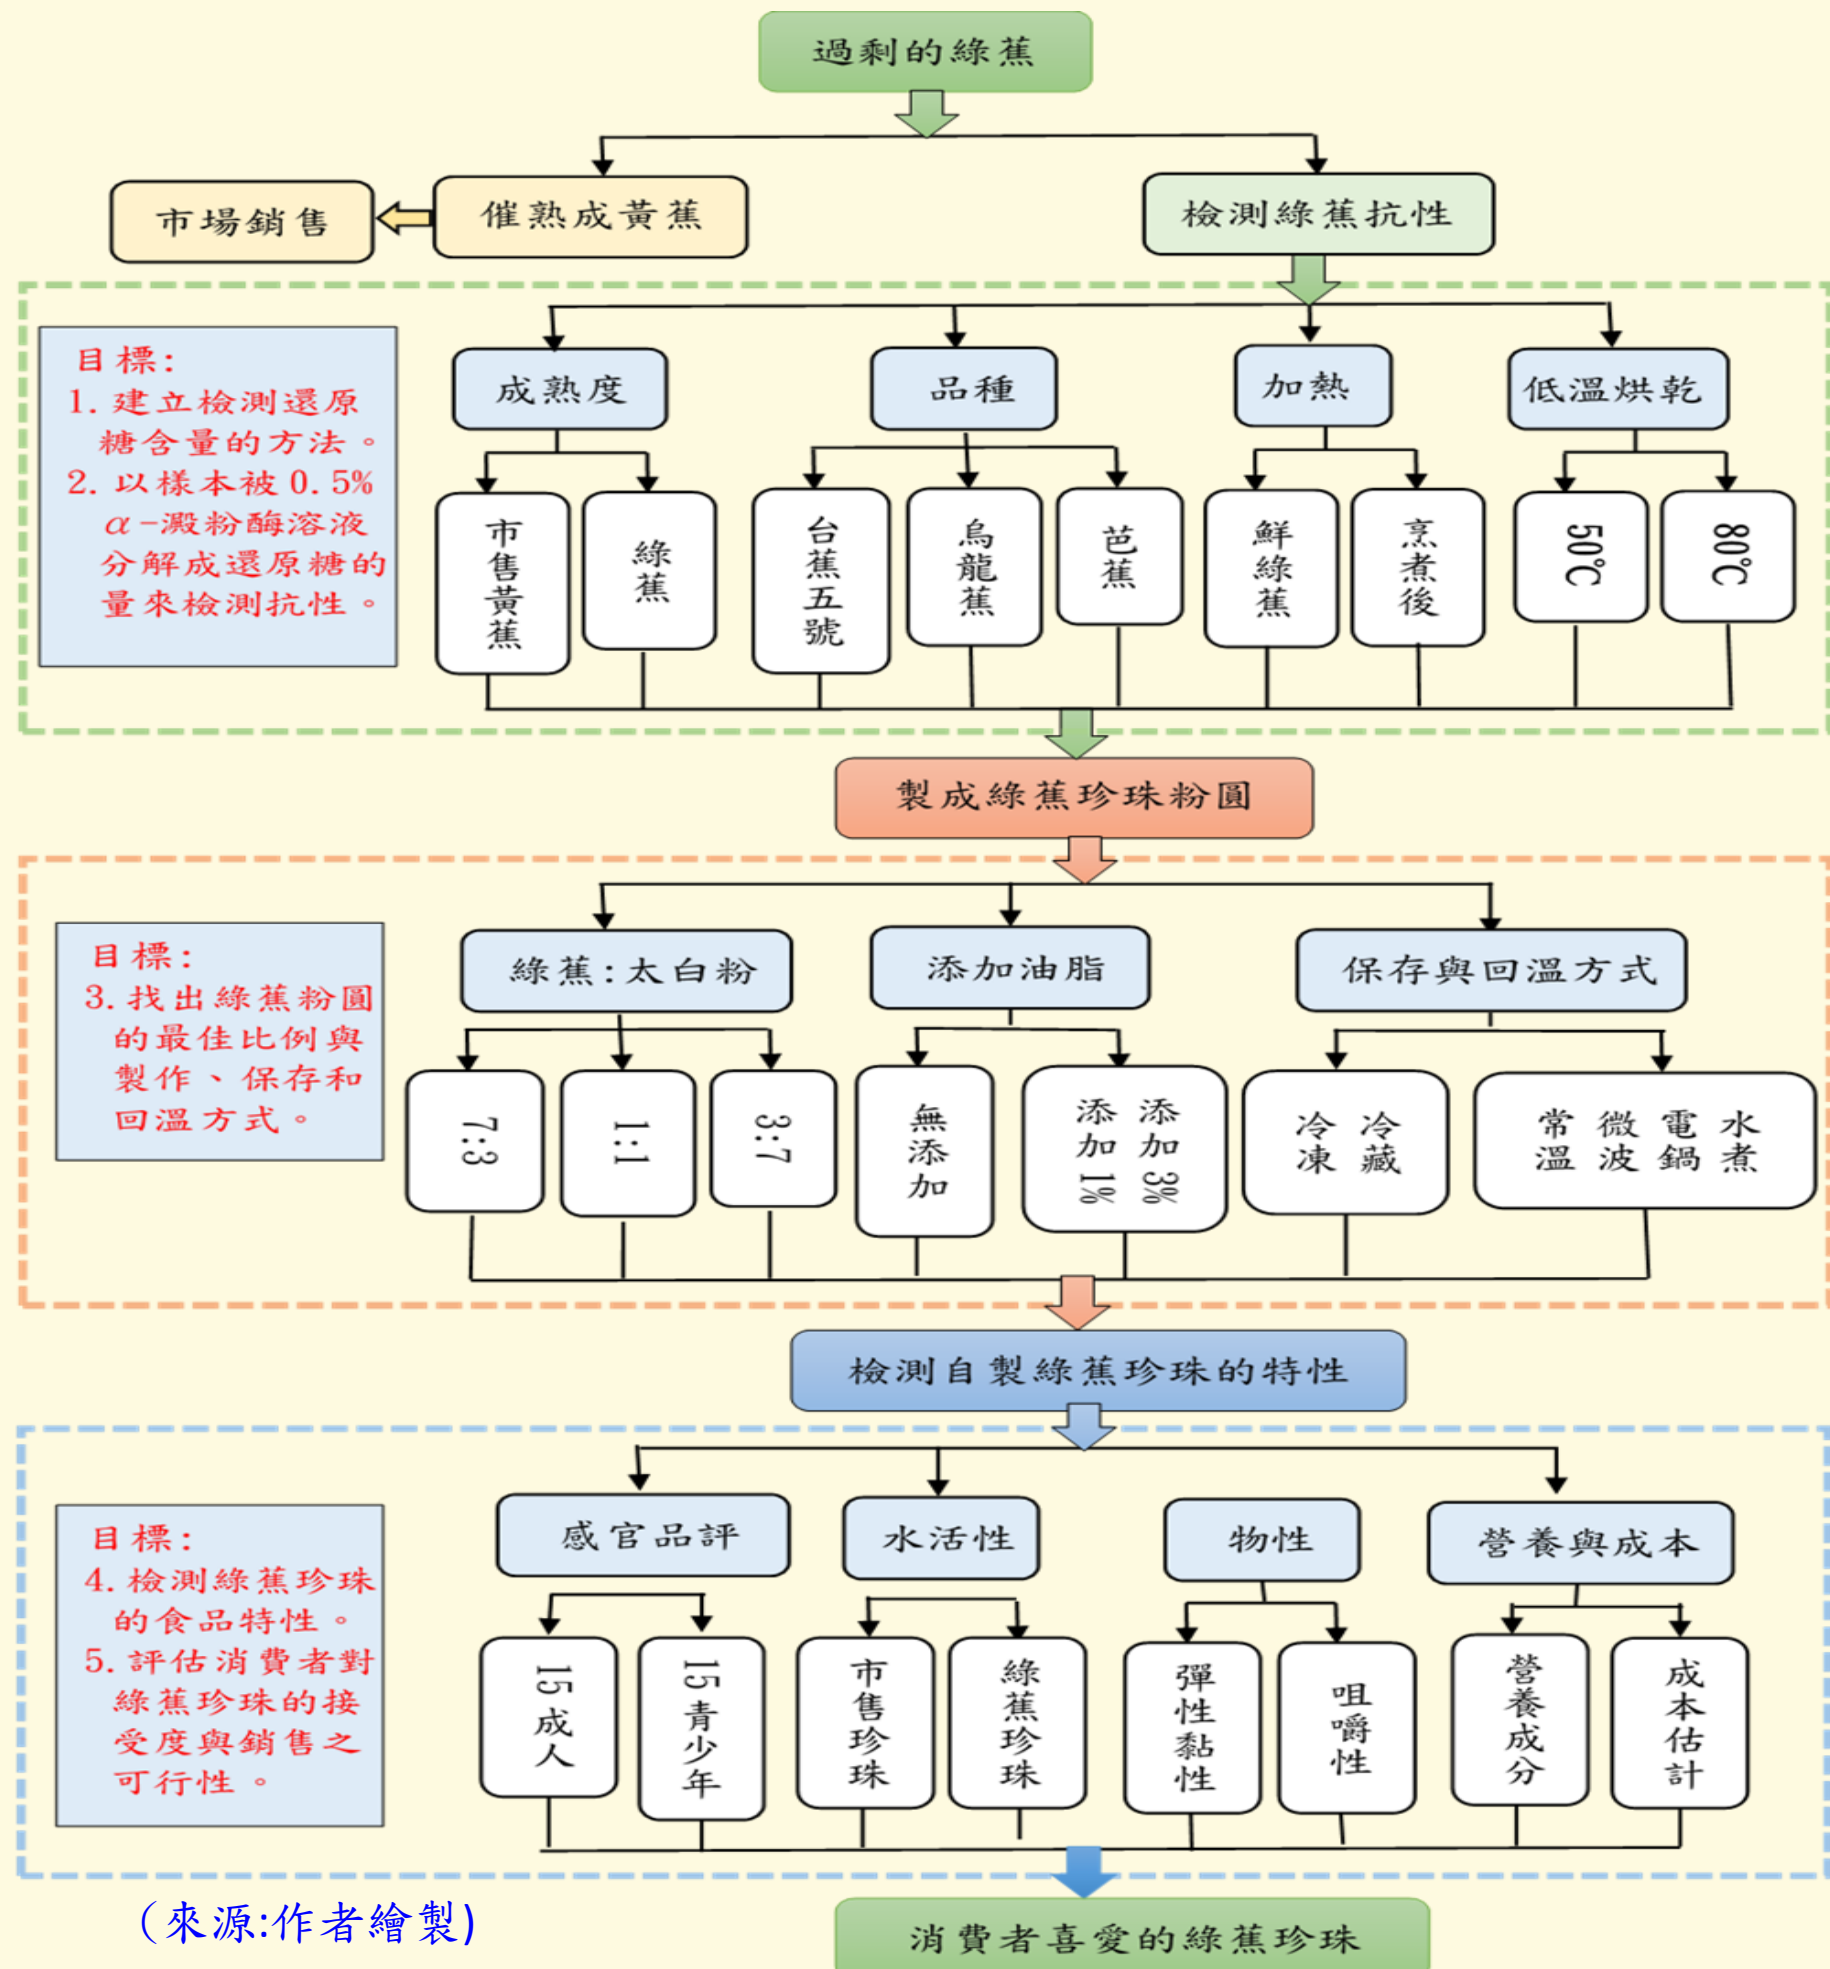 過剩的綠蕉
市場銷售
催熟成黃蕉
檢測綠蕉抗性
目標:
1. 建立檢測還原
糖含量的方法。
2. 以樣本被 0.5%
α-澱粉酶溶液
分解成還原糖的
量來檢測抗性。
成熟度
品種
加熱
低溫烘乾
市售黃蕉
綠蕉
台蕉五號
烏龍蕉
芭蕉
鮮綠蕉
烹煮後
50℃
80℃
製成綠蕉珍珠粉圓
目標:
3. 找出綠蕉粉圓
的最佳比例與
製作、保存和
回溫方式。
綠蕉:太白粉
添加油脂
保存與回溫方式
7:3
1:1
3:7
無添加
添加1%
添加3%
冷凍
冷藏
常溫
微波
電鍋
水煮
檢測自製綠蕉珍珠的特性
目標:
4. 檢測綠蕉珍珠
的食品特性。
5. 評估消費者對
綠蕉珍珠的接
受度與銷售之
可行性。
感官品評
水活性
物性
營養與成本
15成人
15青少年
市售珍珠
綠蕉珍珠
彈性黏性
咀嚼性
營養成分
成本估計
(來源:作者繪製)
消費者喜愛的綠蕉珍珠